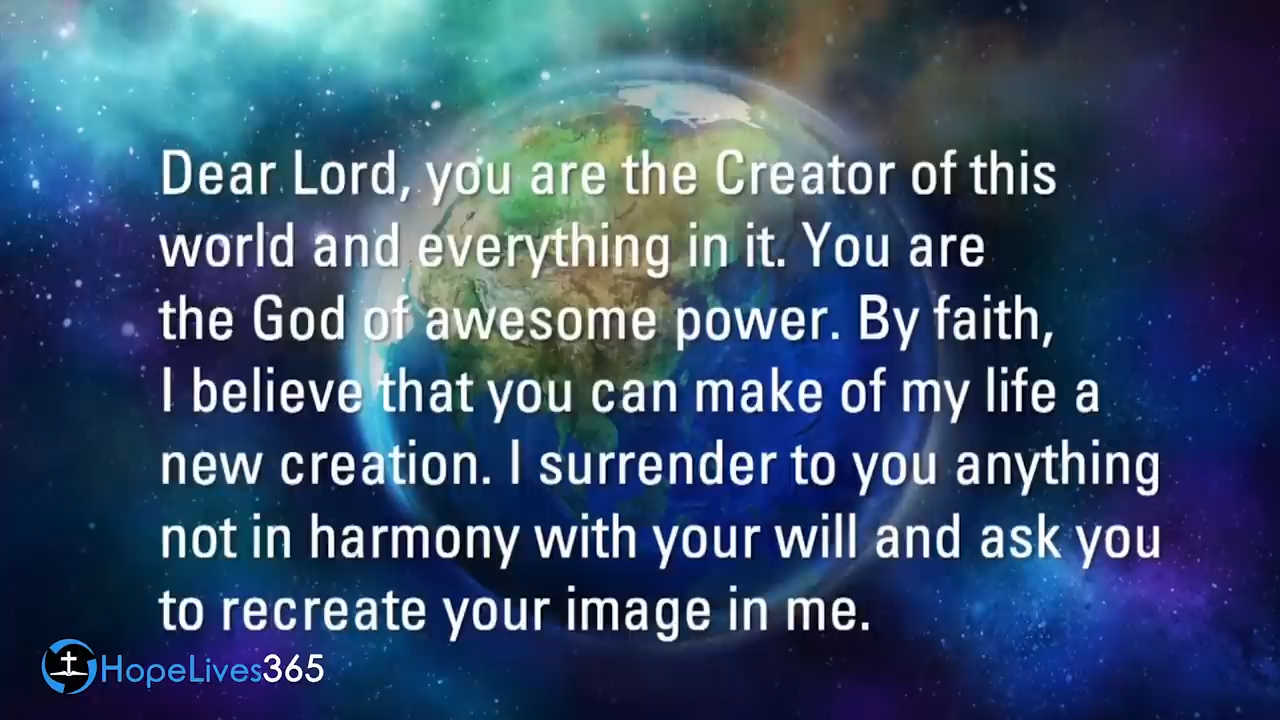 Dear Lord, you are the Creator of this
world and everything in it. You are
the God of awesome power. By faith,
I believe that you can make of my life a
new creation. I surrender to you anything
not in harmony with your will and ask you
to recreate your image in me.
HopeLives365